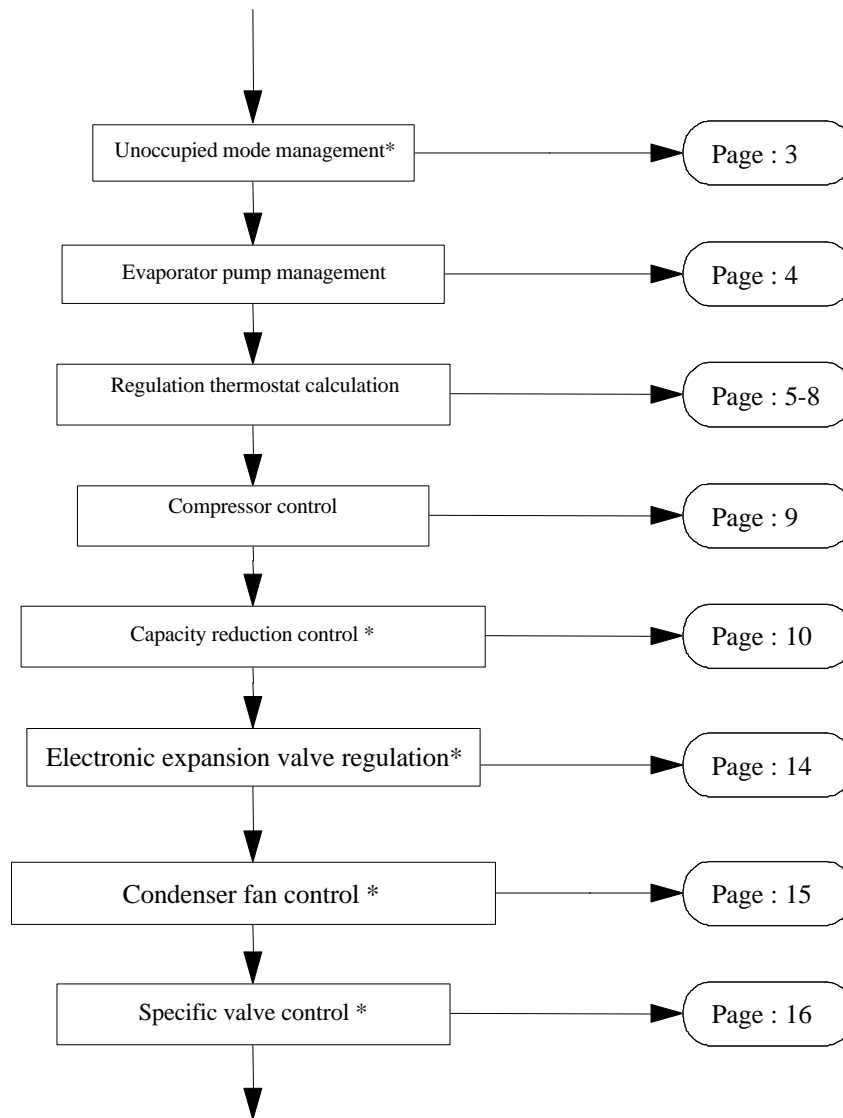 Unoccupied mode management*
Page : 3
Evaporator pump management
Page : 4
Regulation thermostat calculation
Page : 5-8
Compressor control
Page : 9
Capacity reduction control *
Page : 10
Electronic expansion valve regulation*
Page : 14
Condenser fan control *
Page : 15
Specific valve control *
Page : 16